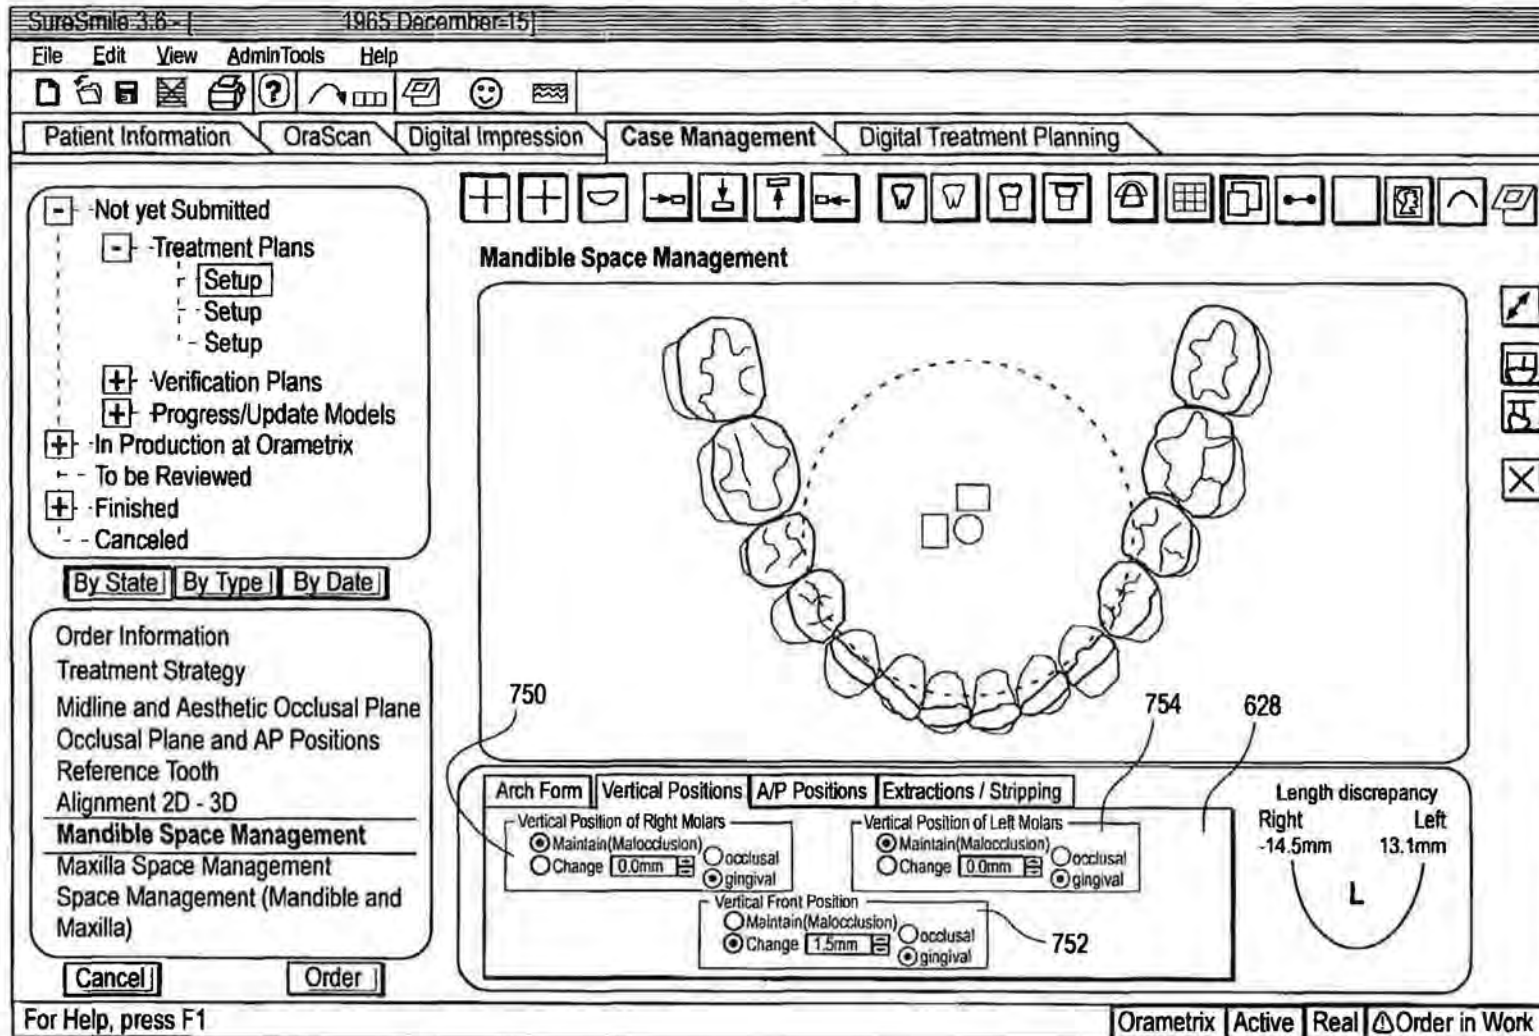 SureSmile 3.6 - [ 1965 December-15]
File Edit View AdminTools Help
Patient Information OraScan Digital Impression Case Management Digital Treatment Planning
Not yet Submitted
Treatment Plans
Setup
Setup
Setup
Verification Plans
Progress/Update Models
In Production at Orametrix
To be Reviewed
Finished
Canceled
By State By Type By Date
Order Information
Treatment Strategy
Midline and Aesthetic Occlusal Plane
Occlusal Plane and AP Positions
Reference Tooth
Alignment 2D - 3D
Mandible Space Management
Maxilla Space Management
Space Management (Mandible and
Maxilla)
Cancel Order
Mandible Space Management
750
754
628
Arch Form Vertical Positions A/P Positions Extractions / Stripping
Vertical Position of Right Molars
Maintain(Malocclusion)
Change 0.0mm
occlusal
gingival
Vertical Position of Left Molars
Maintain(Malocclusion)
Change 0.0mm
occlusal
gingival
Vertical Front Position
Maintain(Malocclusion)
Change 1.5mm
occlusal
gingival
752
Length discrepancy
Right Left
-14.5mm 13.1mm
L
For Help, press F1
Orametrix Active Real Order in Work